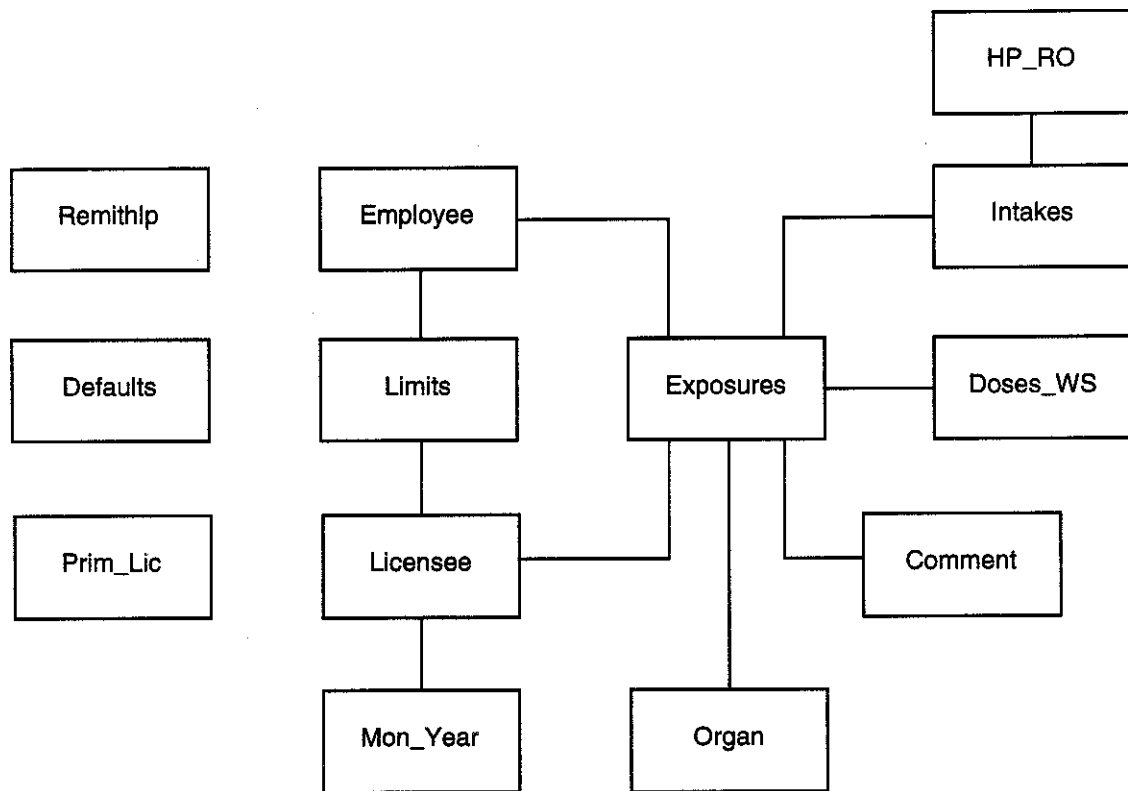 HP_RO
Remithlp
Employee
Intakes
Defaults
Limits
Exposures
Doses_WS
Prim_Lic
Licensee
Comment
Mon_Year
Organ